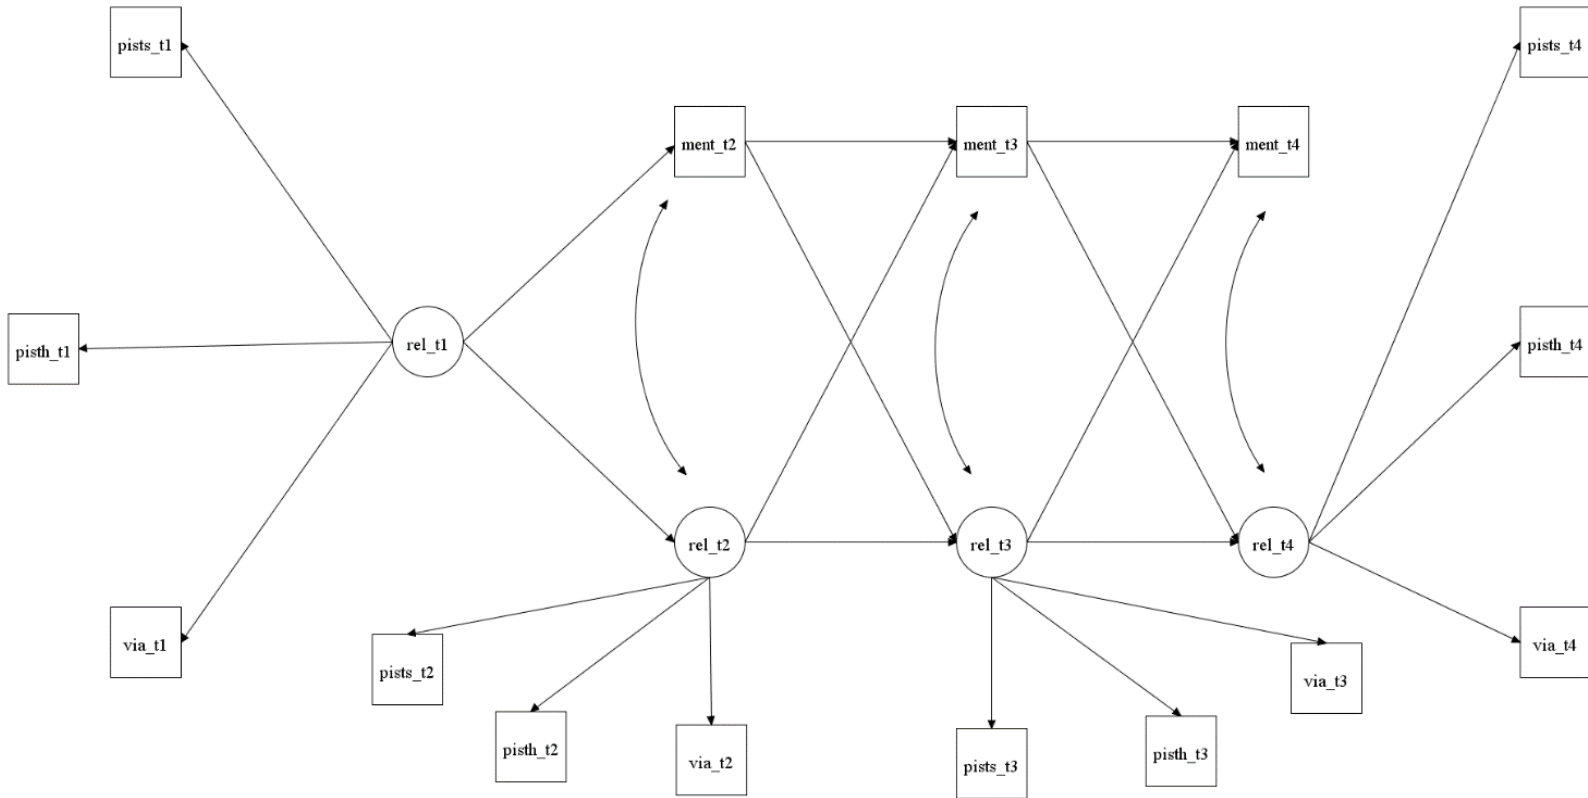 pists_t1
pists_t4
ment_t2
ment_t3
ment_t4
pisth_t1
rel_t1
pisth_t4
rel_t2
rel_t3
rel_t4
via_t1
via_t4
pists_t2
via_t3
pisth_t2
via_t2
pists_t3
pisth_t3